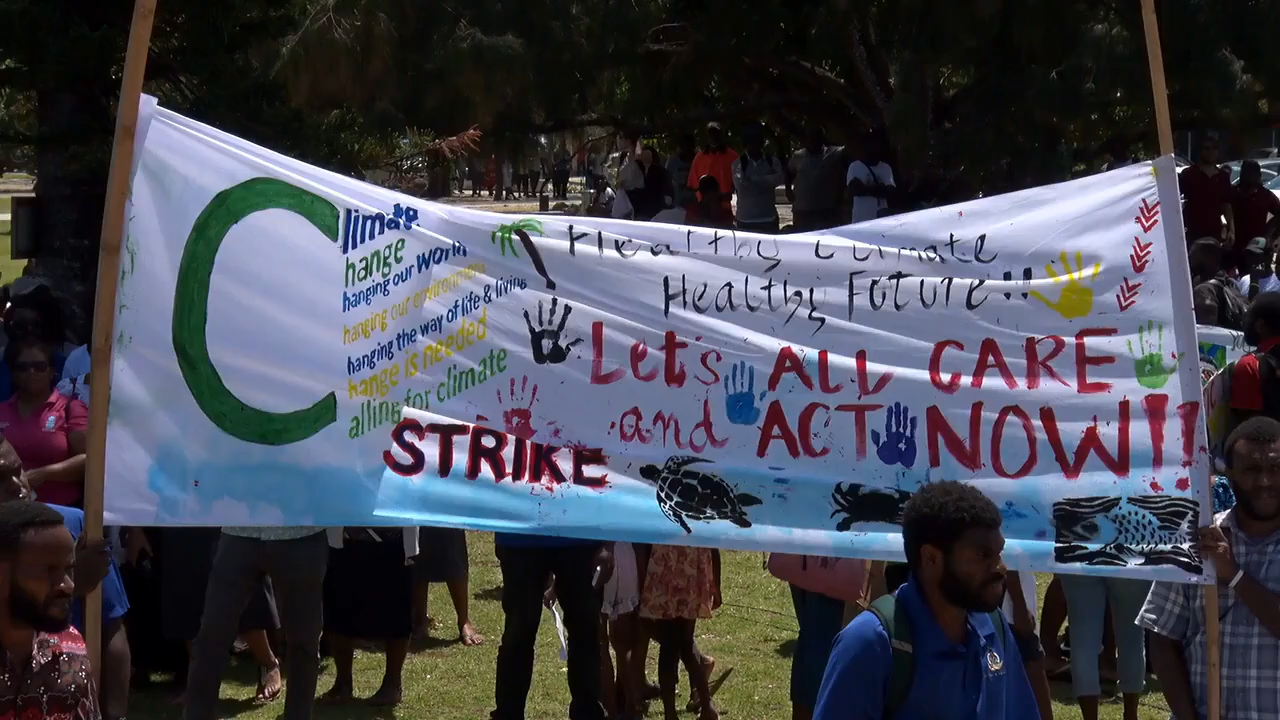 C
limate
hange
hanging our world
hanging our environment
hanging the way of life & living
hange is needed
alling for climate
STRIKE
Healthy Climate
Healthy Future!!
Let's ALL CARE
and ACT NOW!!